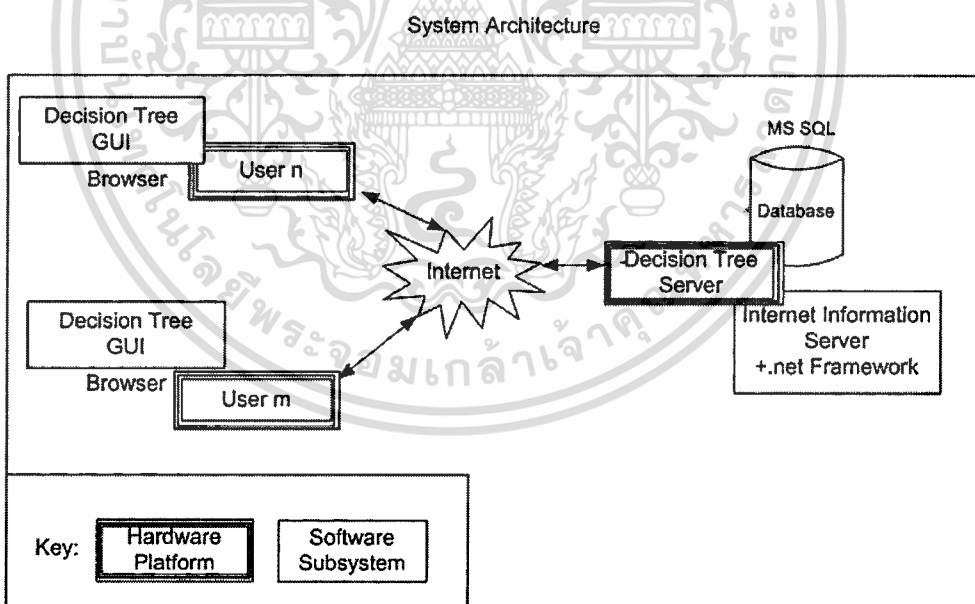 System Architecture
Decision Tree
GUI
Browser
User n
MS SQL
Database
Internet
Decision Tree
Server
Internet Information
Server
+.net Framework
Decision Tree
GUI
Browser
User m
Key:
Hardware
Platform
Software
Subsystem